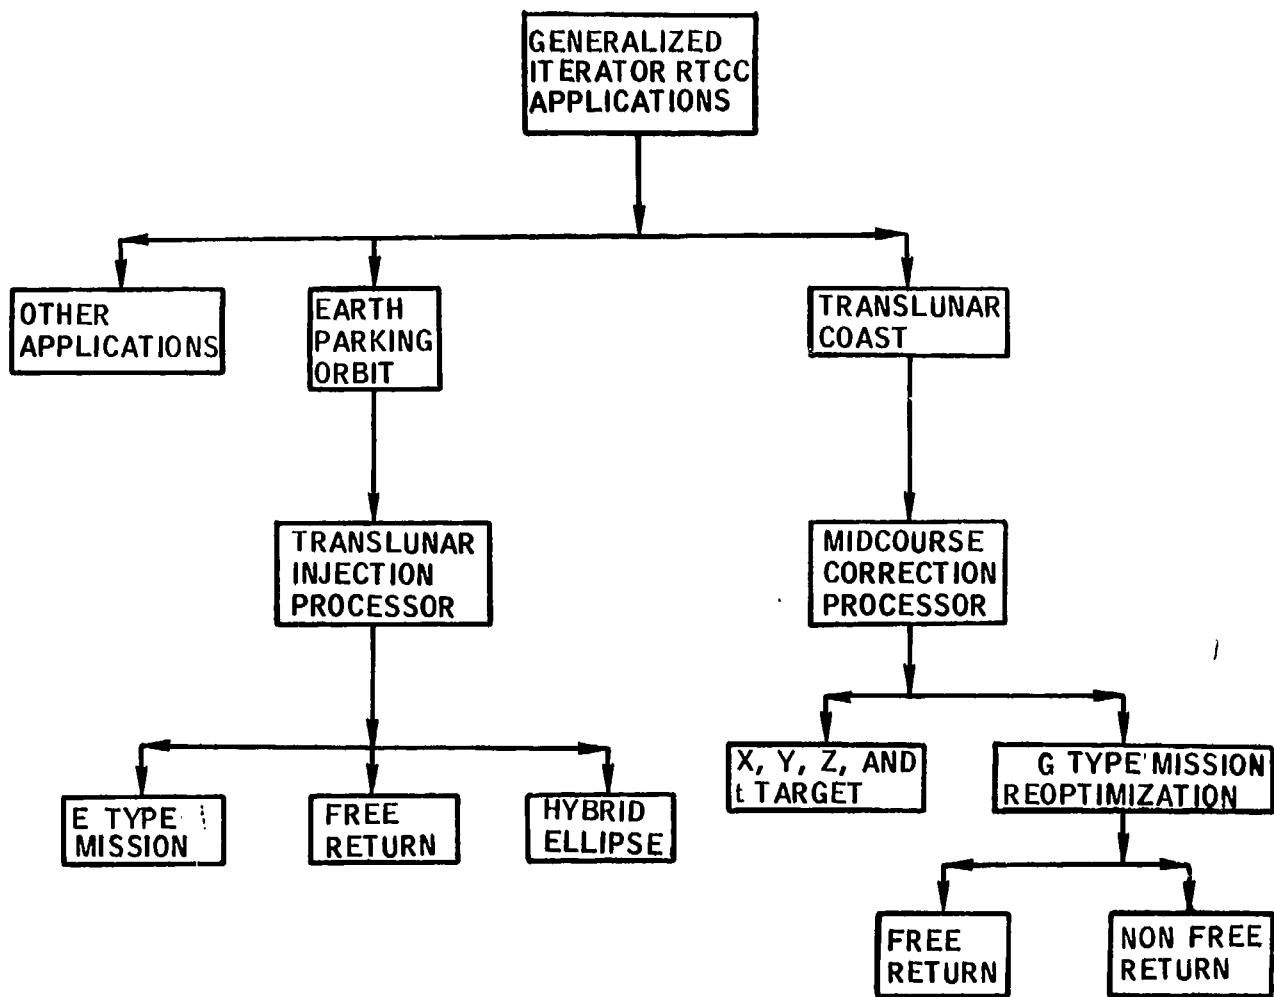 GENERALIZED
ITERATOR RTCC
APPLICATIONS
OTHER
APPLICATIONS
EARTH
PARKING
ORBIT
TRANSLUNAR
COAST
TRANSLUNAR
INJECTION
PROCESSOR
MIDCOURSE
CORRECTION
PROCESSOR
E TYPE
MISSION
FREE
RETURN
HYBRID
ELLIPSE
X, Y, Z, AND
t TARGET
G TYPE MISSION
REOPTIMIZATION
FREE
RETURN
NON FREE
RETURN